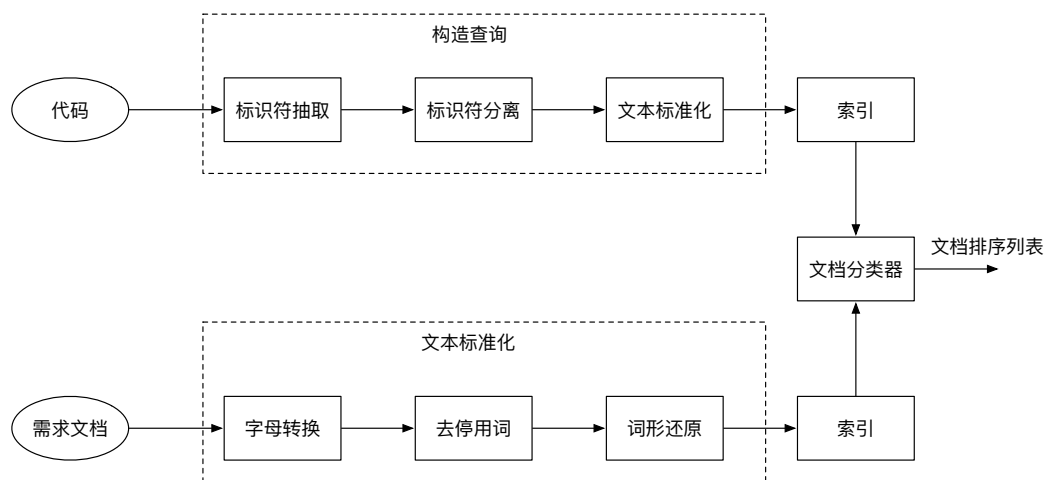 构造查询
代码
标识符抽取
标识符分离
文本标准化
索引
文档分类器
文档排序列表
文本标准化
需求文档
字母转换
去停用词
词形还原
索引